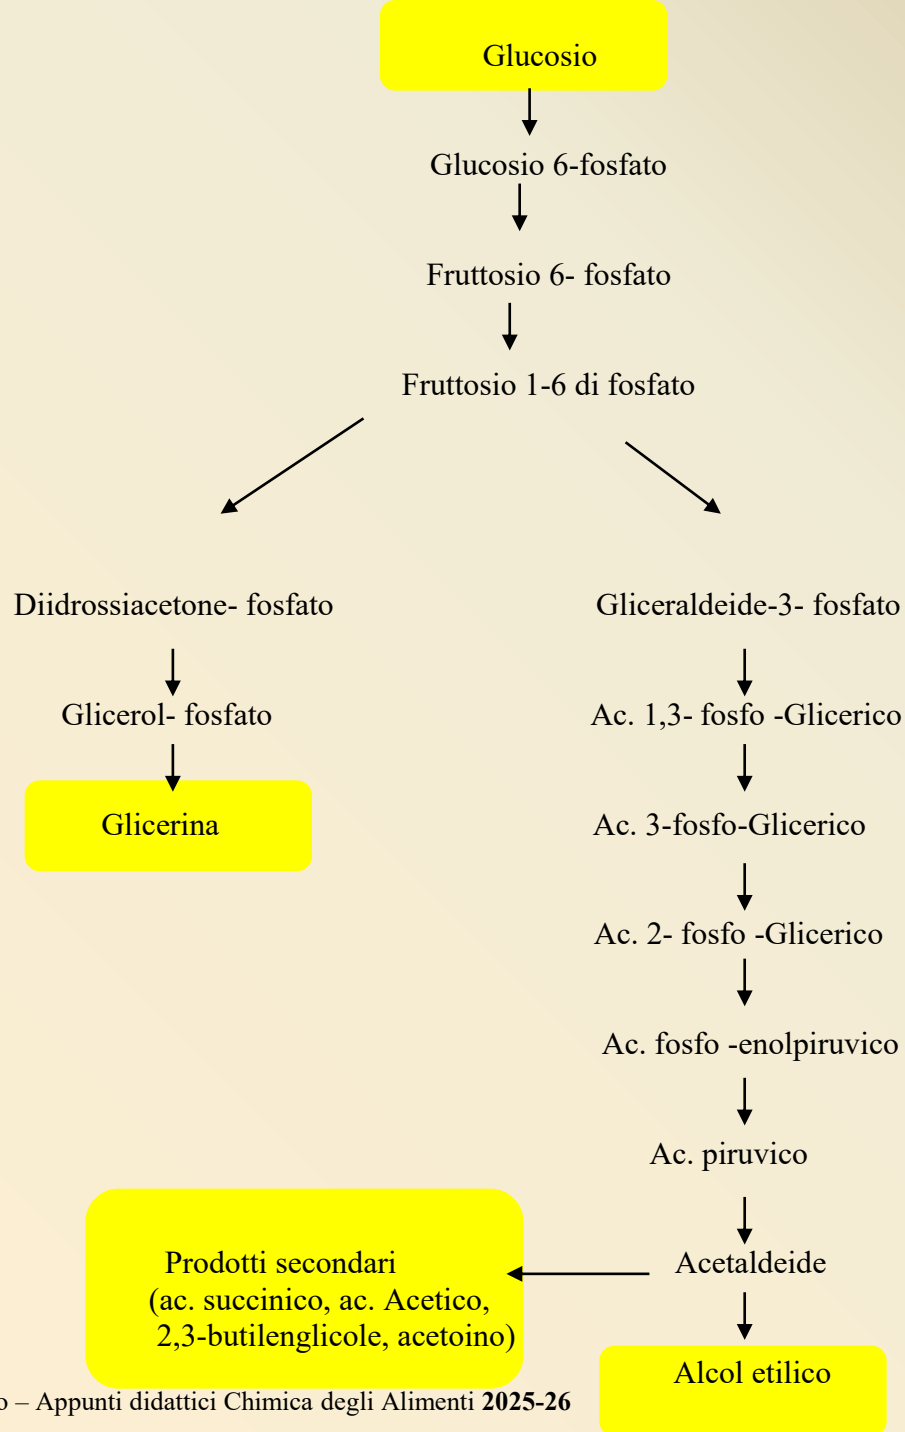 Glucosio
Glucosio 6-fosfato
Fruttosio 6- fosfato
Fruttosio 1-6 di fosfato
Diidrossiacetone- fosfato
Gliceraldeide-3- fosfato
Glicerol- fosfato
Ac. 1,3- fosfo -Glicerico
Glicerina
Ac. 3-fosfo-Glicerico
Ac. 2- fosfo -Glicerico
Ac. fosfo -enolpiruvico
Ac. piruvico
Prodotti secondari
(ac. succinico, ac. Acetico,
2,3-butilenglicole, acetoino)
Acetaldeide
Alcol etilico
– Appunti didattici Chimica degli Alimenti 2025-26